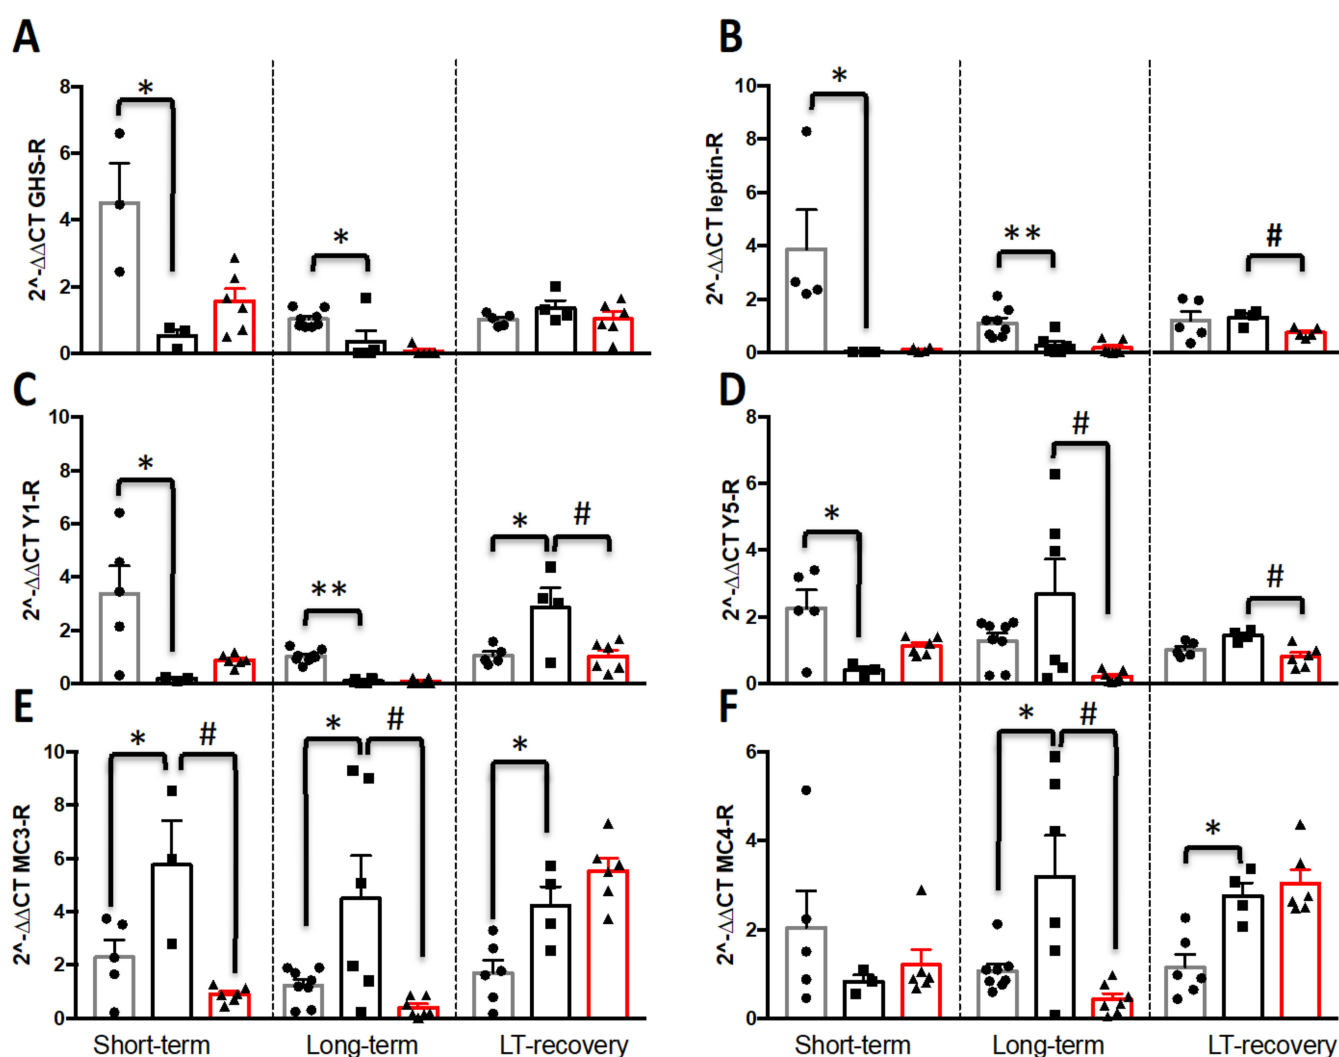 A
B
8
6
4
2
0
2^-ΔΔCT GHS-R
*
*
10
8
6
4
2
0
2^-ΔΔCT leptin-R
*
**
#
C
D
10
8
6
4
2
0
2^-ΔΔCT Y1-R
*
**
*
#
8
6
4
2
0
2^-ΔΔCT Y5-R
*
#
#
E
F
10
8
6
4
2
0
2^-ΔΔCT MC3-R
*
#
*
#
*
6
4
2
0
2^-ΔΔCT MC4-R
*
#
*
Short-term
Long-term
LT-recovery
Short-term
Long-term
LT-recovery